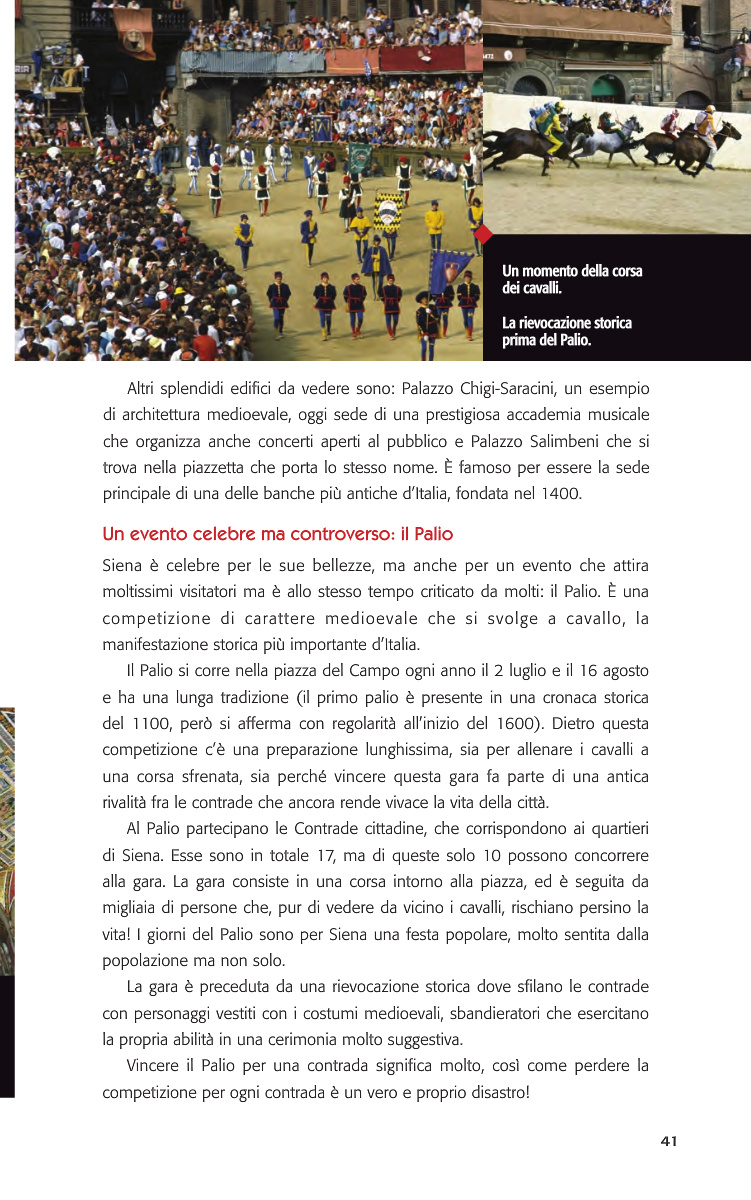 Un momento della corsa
dei cavalli.
La rievocazione storica
prima del Palio.
Altri splendidi edifici da vedere sono: Palazzo Chigi-Saracini, un esempio
di architettura medioevale, oggi sede di una prestigiosa accademia musicale
che organizza anche concerti aperti al pubblico e Palazzo Salimbeni che si
trova nella piazzetta che porta lo stesso nome. È famoso per essere la sede
principale di una delle banche più antiche d'Italia, fondata nel 1400.
Un evento celebre ma controverso: il Palio
Siena è celebre per le sue bellezze, ma anche per un evento che attira
moltissimi visitatori ma è allo stesso tempo criticato da molti: il Palio. È una
competizione di carattere medioevale che si svolge a cavallo, la
manifestazione storica più importante d'Italia.
Il Palio si corre nella piazza del Campo ogni anno il 2 luglio e il 16 agosto
e ha una lunga tradizione (il primo palio è presente in una cronaca storica
del 1100, però si afferma con regolarità all'inizio del 1600). Dietro questa
competizione c'è una preparazione lunghissima, sia per allenare i cavalli a
una corsa sfrenata, sia perché vincere questa gara fa parte di una antica
rivalità fra le contrade che ancora rende vivace la vita della città.
Al Palio partecipano le Contrade cittadine, che corrispondono ai quartieri
di Siena. Esse sono in totale 17, ma di queste solo 10 possono concorrere
alla gara. La gara consiste in una corsa intorno alla piazza, ed è seguita da
migliaia di persone che, pur di vedere da vicino i cavalli, rischiano persino la
vita! I giorni del Palio sono per Siena una festa popolare, molto sentita dalla
popolazione ma non solo.
La gara è preceduta da una rievocazione storica dove sfilano le contrade
con personaggi vestiti con i costumi medioevali, sbandieratori che esercitano
la propria abilità in una cerimonia molto suggestiva.
Vincere il Palio per una contrada significa molto, così come perdere la
competizione per ogni contrada è un vero e proprio disastro!
41